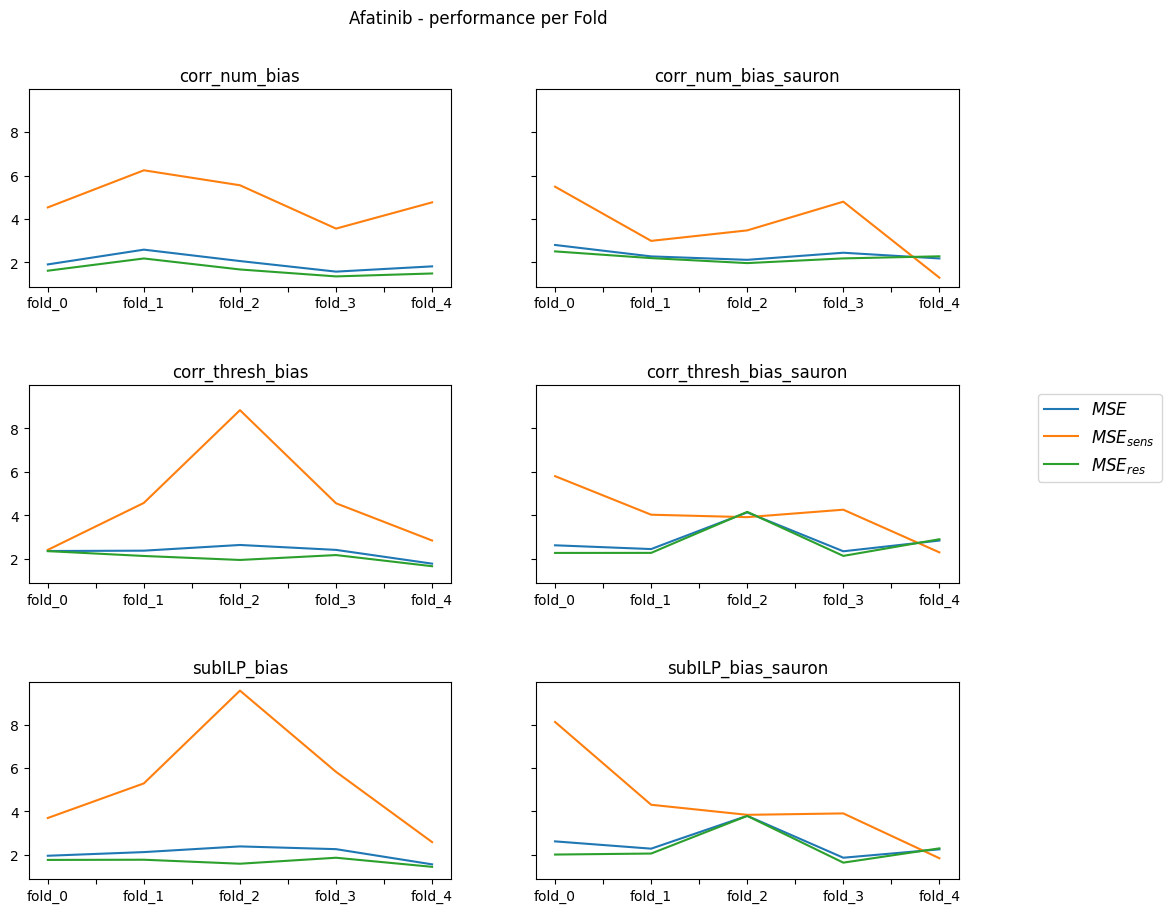 Afatinib - performance per Fold
corr_num_bias
8
6
4
2
fold_0 fold_1 fold_2 fold_3 fold_4
corr_num_bias_sauron
fold_0 fold_1 fold_2 fold_3 fold_4
corr_thresh_bias
8
6
4
2
fold_0 fold_1 fold_2 fold_3 fold_4
corr_thresh_bias_sauron
fold_0 fold_1 fold_2 fold_3 fold_4
MSE
MSE_sens
MSE_res
subILP_bias
8
6
4
2
fold_0 fold_1 fold_2 fold_3 fold_4
subILP_bias_sauron
fold_0 fold_1 fold_2 fold_3 fold_4